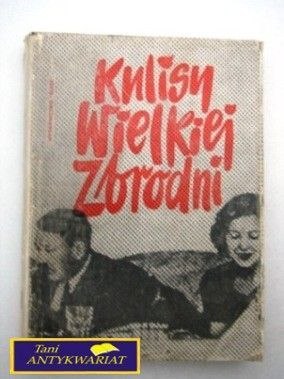 Kulisy
Wielkiej
Zbrodni
Tani
ANTYKWARIAT